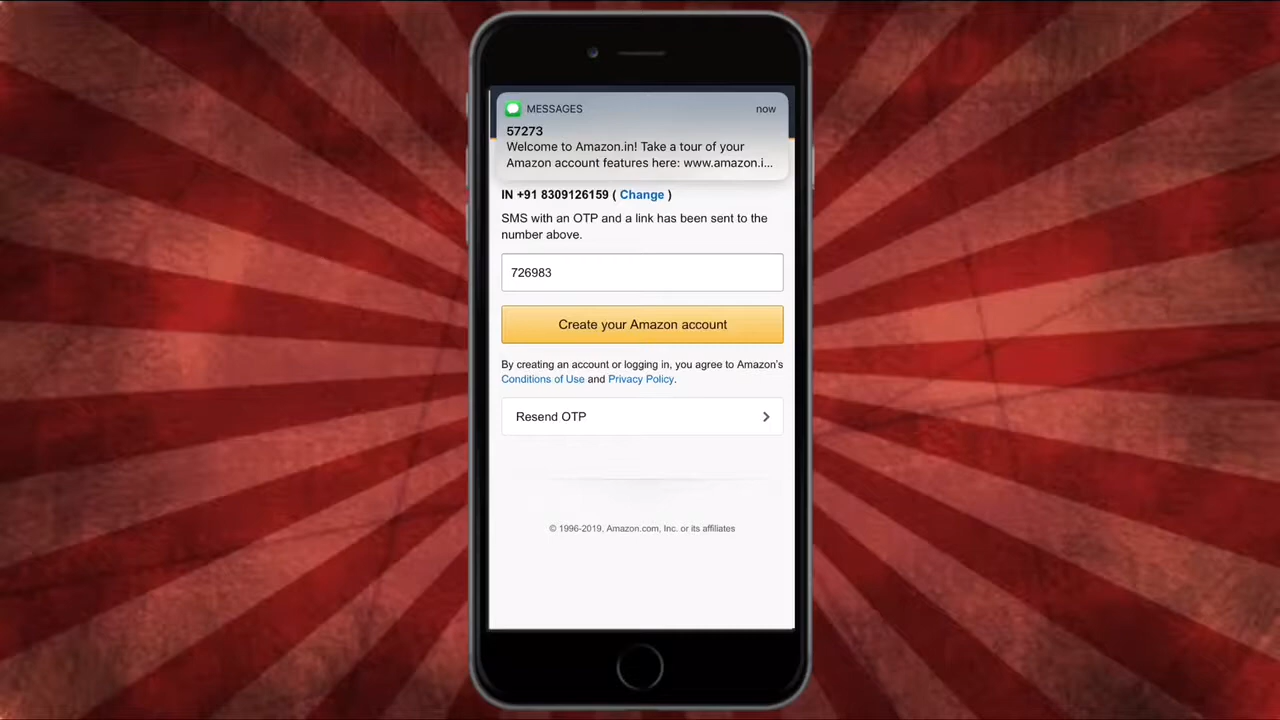 MESSAGES now
57273
Welcome to Amazon.in! Take a tour of your
Amazon account features here: www.amazon.i...
IN +91 8309126159 ( Change )
SMS with an OTP and a link has been sent to the
number above.
726983
Create your Amazon account
By creating an account or logging in, you agree to Amazon's
Conditions of Use and Privacy Policy.
Resend OTP
© 1996-2019, Amazon.com, Inc. or its affiliates